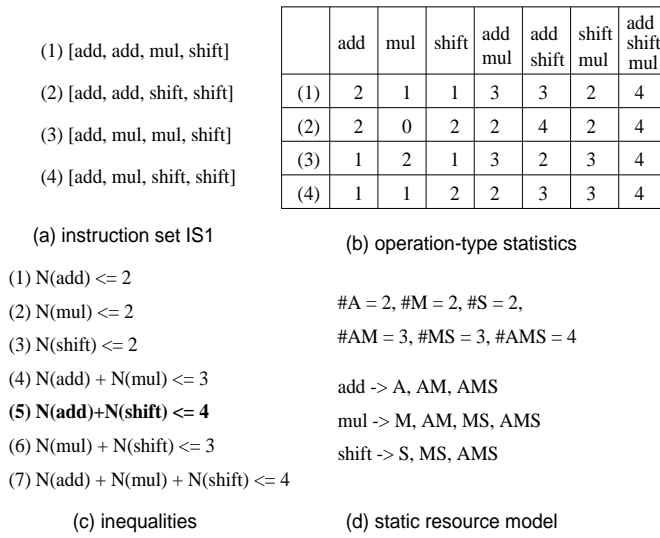 (1) [add, add, mul, shift]
(2) [add, add, shift, shift]
(3) [add, mul, mul, shift]
(4) [add, mul, shift, shift]
(a) instruction set IS1
add mul shift add mul add shift shift mul add shift mul
(1) 2 1 1 3 3 2 4
(2) 2 0 2 2 4 2 4
(3) 1 2 1 3 2 3 4
(4) 1 1 2 2 3 3 4
(b) operation-type statistics
(1) N(add) <= 2
(2) N(mul) <= 2
(3) N(shift) <= 2
(4) N(add) + N(mul) <= 3
(5) N(add)+N(shift) <= 4
(6) N(mul) + N(shift) <= 3
(7) N(add) + N(mul) + N(shift) <= 4
(c) inequalities
#A = 2, #M = 2, #S = 2,
#AM = 3, #MS = 3, #AMS = 4
add -> A, AM, AMS
mul -> M, AM, MS, AMS
shift -> S, MS, AMS
(d) static resource model